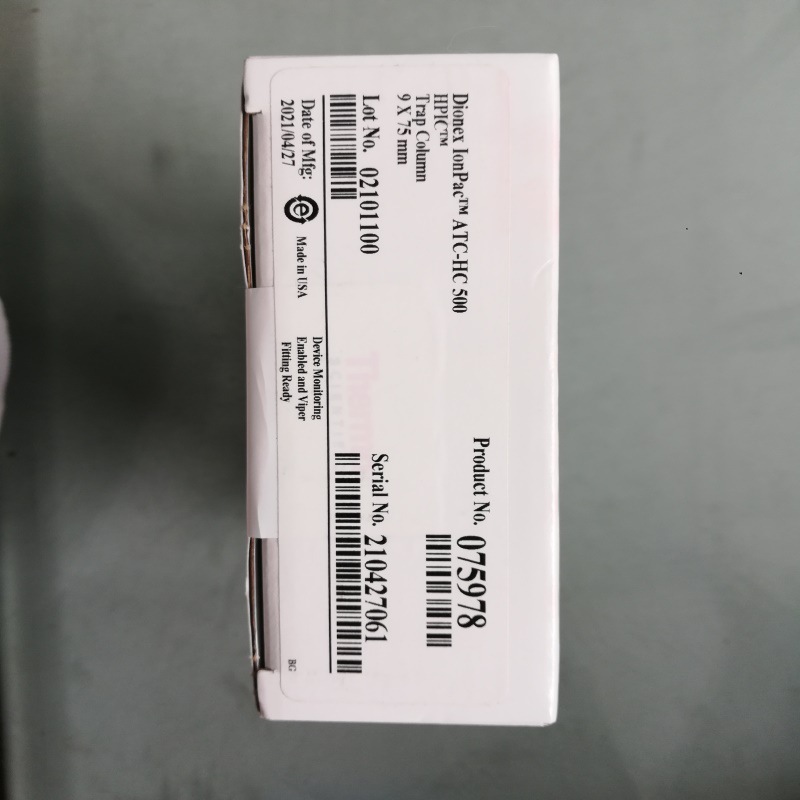 Dionex IonPac™ ATC-HC 500
HPIC™
Trap Column
9 X 75 mm
Product No. 075978
Lot No. 02101100
Serial No. 210427061
Date of Mfg:
2021/04/27
e
Made in USA
Device Monitoring
Enabled and Viper
Fitting Ready
BG